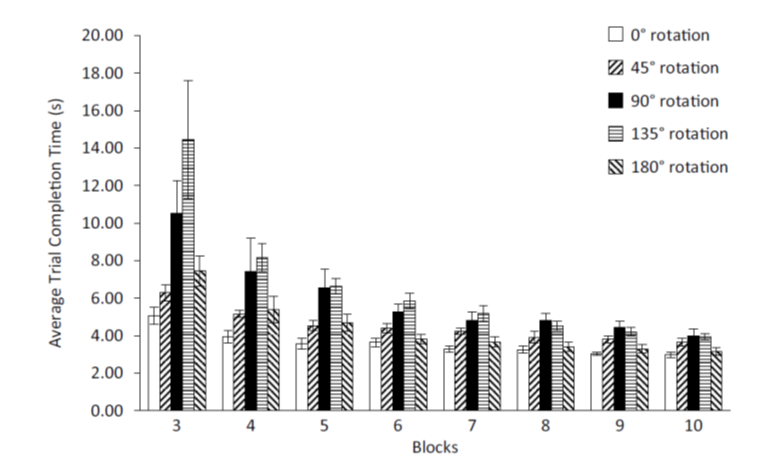 20.00
18.00
16.00
14.00
12.00
10.00
8.00
6.00
4.00
2.00
0.00
Average Trial Completion Time (s)
3 4 5 6 7 8 9 10
Blocks
0° rotation
45° rotation
90° rotation
135° rotation
180° rotation